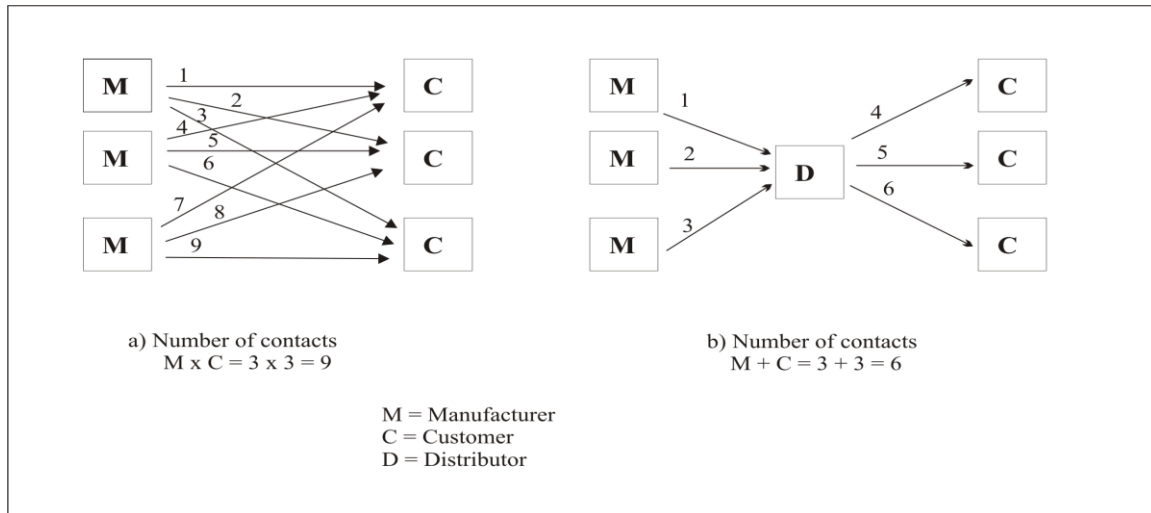 M
1
C
2
3
4
M
5
C
6
7
8
M
9
C
M
1
4
C
M
2
D
5
C
6
M
3
C
a) Number of contacts
M x C = 3 x 3 = 9
b) Number of contacts
M + C = 3 + 3 = 6
M = Manufacturer
C = Customer
D = Distributor